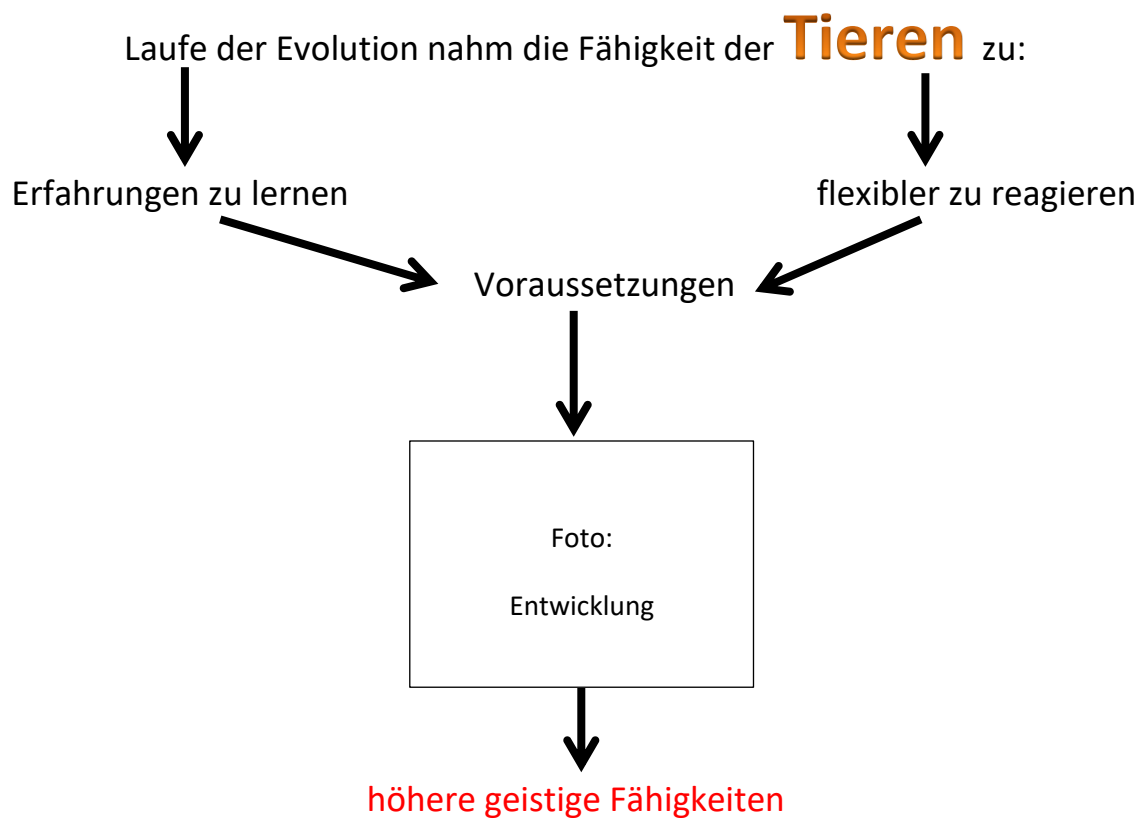 Laufe der Evolution nahm die Fähigkeit der Tieren zu:
Erfahrungen zu lernen
flexibler zu reagieren
Voraussetzungen
Foto:
Entwicklung
höhere geistige Fähigkeiten